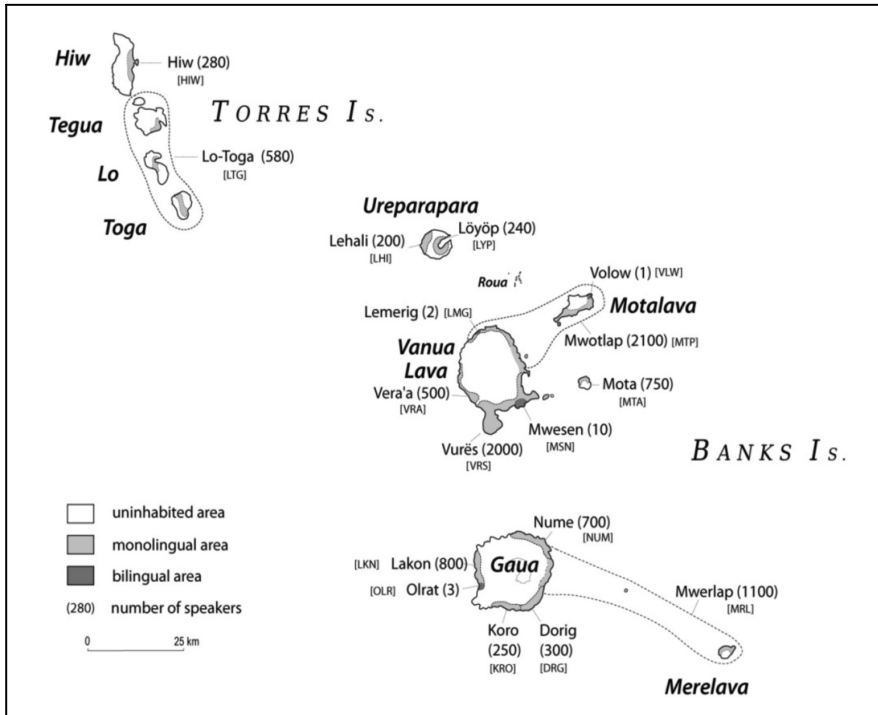 Hiw
Hiw (280)
[HIW]
TORRES IS.
Tegua
Lo-Toga (580)
[LTG]
Lo
Toga
Ureparapara
Löyöp (240)
[LYP]
Lehali (200)
[LHI]
Roua
Volow (1) [VLW]
Motalava
Lemerig (2) [LMG]
Mwotlap (2100) [MTP]
Vanua
Lava
Mota (750)
[MTA]
Vera'a (500)
[VRA]
Mwesen (10)
[MSN]
Vurës (2000)
[VRS]
BANKS IS.
uninhabited area
monolingual area
bilingual area
(280) number of speakers
0 25 km
Nume (700)
[NUM]
[LKN] Lakon (800)
Gaua
[OLR] Olrat (3)
Mwerlap (1100)
[MRL]
Koro
(250)
[KRO]
Dorig
(300)
[DRG]
Merelava